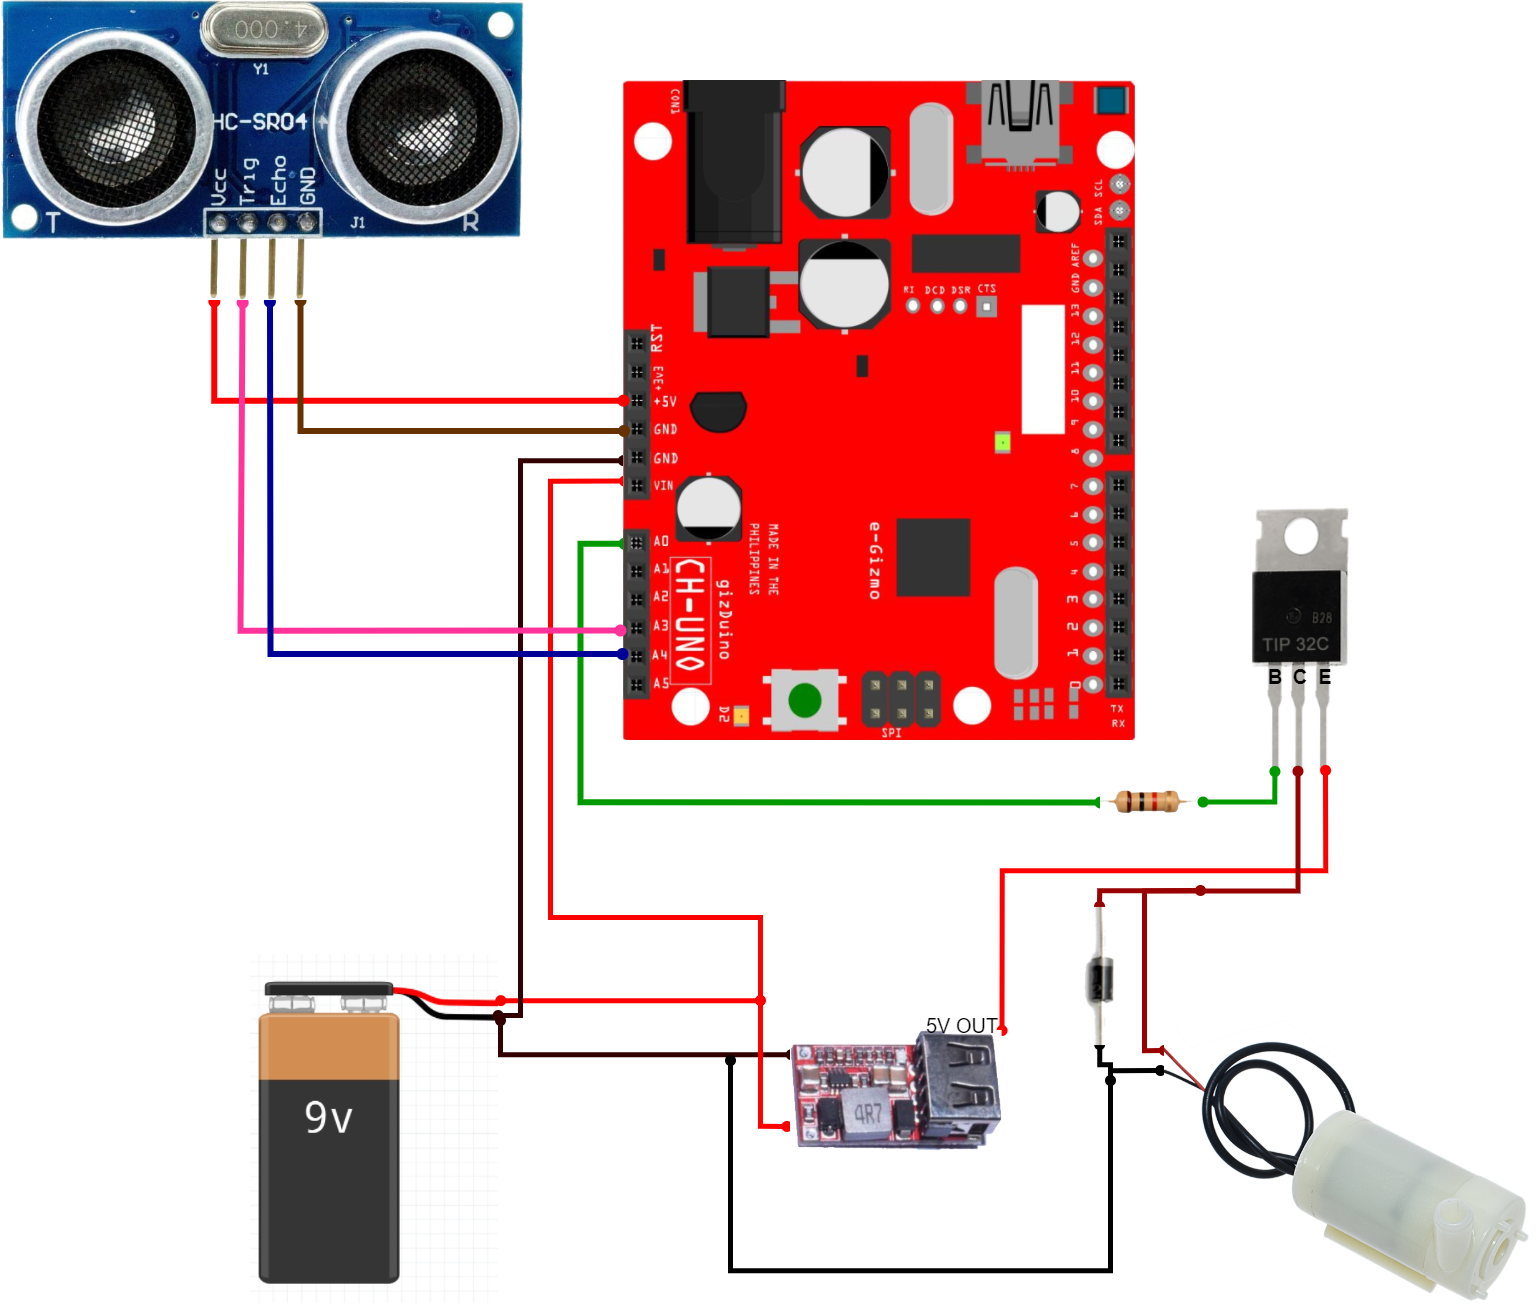 4.000
Y1
HC-SR04
Vcc
Trig
Echo
GND
T
J1
R
CON1
SCL
SDA
AREF
GND
13
12
11
10
9
8
7
6
5
4
3
2
1
0
TX
RX
RI
DCD
DSR
CTS
RST
+3V3
+5V
GND
GND
VIN
A0
A1
A2
A3
A4
A5
MADE IN THE
PHILIPPINES
gizDuino
CH-UNO
e-Gizmo
D2
SPI
B28
TIP 32C
B C E
9v
5V OUT
4R7